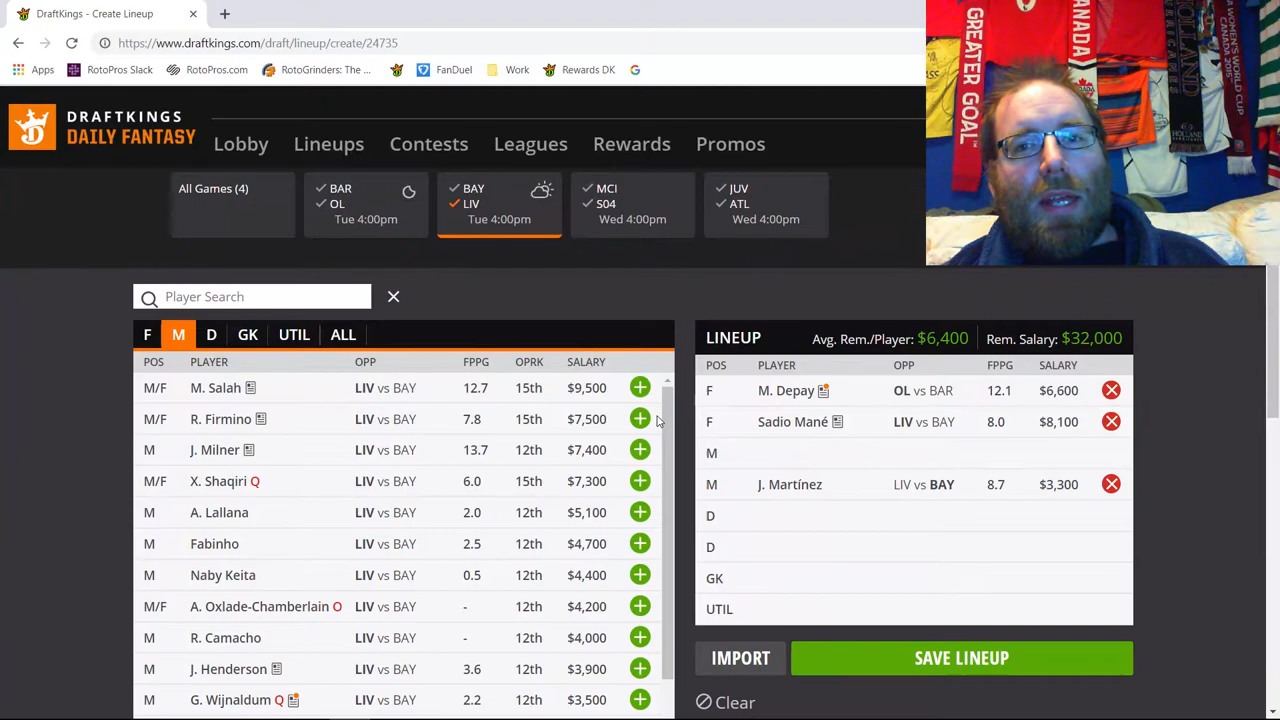 DraftKings - Create Lineup
https://www.draftkings.com/draft/lineup/create/24
Apps RotoPros Slack RotoPros.com RotoGrinders: The ... FanDuel Work Rewards DK
DRAFTKINGS
DAILY FANTASY
Lobby Lineups Contests Leagues Rewards Promos
All Games (4)
BAR
OL
Tue 4:00pm
BAY
LIV
Tue 4:00pm
MCI
S04
Wed 4:00pm
JUV
ATL
Wed 4:00pm
GREATER GOAL
CANADA
HOLLAND
WOMEN'S WORLD CUP
2015
Player Search
F M D GK UTIL ALL
POS PLAYER OPP FPPG OPRK SALARY
M/F M. Salah LIV vs BAY 12.7 15th $9,500
M/F R. Firmino LIV vs BAY 7.8 15th $7,500
M J. Milner LIV vs BAY 13.7 12th $7,400
M/F X. Shaqiri Q LIV vs BAY 6.0 12th $7,300
M A. Lallana LIV vs BAY 2.0 12th $5,100
M Fabinho LIV vs BAY 2.5 12th $4,700
M Naby Keita LIV vs BAY 0.5 12th $4,400
M/F A. Oxlade-Chamberlain O LIV vs BAY - 12th $4,200
M R. Camacho LIV vs BAY - 12th $4,000
M J. Henderson LIV vs BAY 3.6 12th $3,900
M G. Wijnaldum Q LIV vs BAY 2.2 12th $3,500
LINEUP Avg. Rem./Player: $6,400 Rem. Salary: $32,000
POS PLAYER OPP FPPG SALARY
F M. Depay OL vs BAR 12.1 $6,600
F Sadio Mané LIV vs BAY 8.0 $8,100
M
M J. Martínez LIV vs BAY 8.7 $3,300
D
D
GK
UTIL
IMPORT SAVE LINEUP
Clear